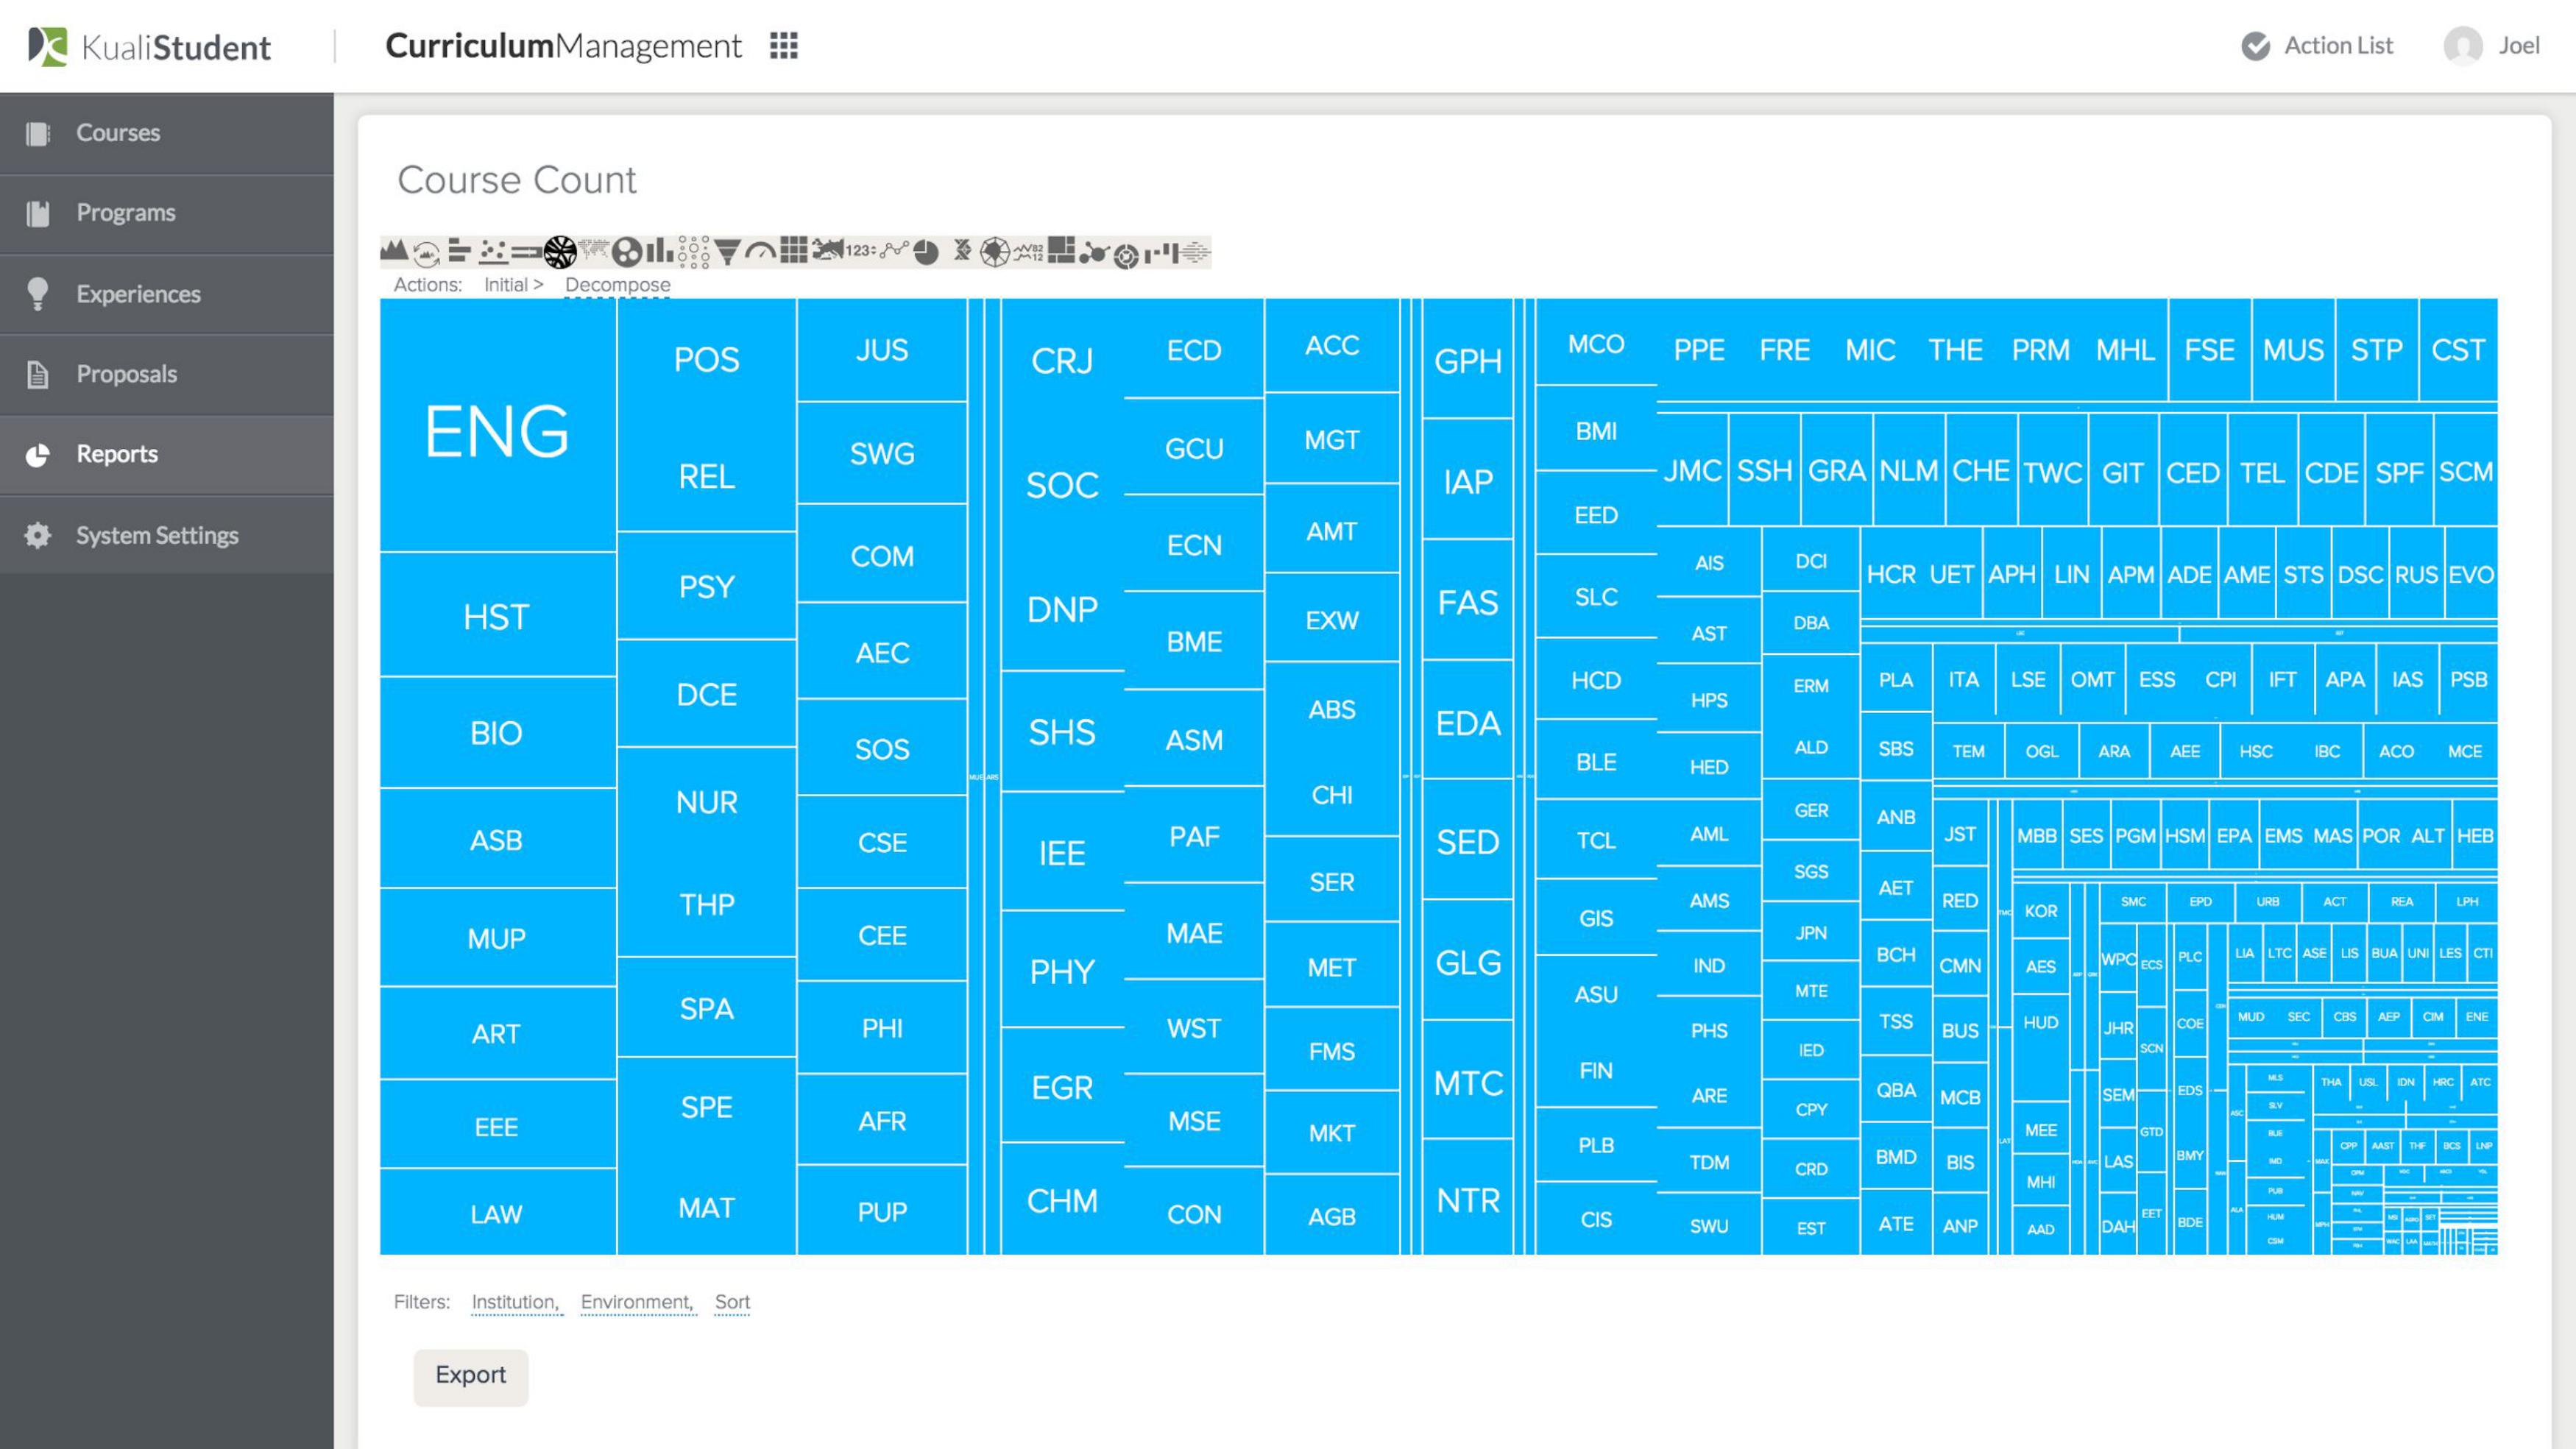 KualiStudent
CurriculumManagement
Action List
Joel
Courses
Programs
Experiences
Proposals
Reports
System Settings
Course Count
Actions: Initial > Decompose
ENG
HST
BIO
ASB
MUP
ART
EEE
LAW
POS
REL
PSY
DCE
NUR
THP
SPA
SPE
MAT
JUS
SWG
COM
AEC
SOS
CSE
CEE
PHI
AFR
PUP
MUE ARS
CRJ
SOC
DNP
SHS
IEE
PHY
EGR
CHM
ECD
GCU
ECN
BME
ASM
PAF
MAE
WST
MSE
CON
ACC
MGT
AMT
EXW
ABS
CHI
SER
MET
FMS
MKT
AGB
GPH
IAP
FAS
EDA
SED
GLG
MTC
NTR
MCO
BMI
EED
SLC
HCD
BLE
TCL
GIS
ASU
FIN
PLB
CIS
PPE FRE MIC THE PRM MHL FSE MUS STP CST
JMC SSH GRA NLM CHE TWC GIT CED TEL CDE SPF SCM
AIS
AST
HPS
HED
AML
AMS
IND
PHS
ARE
TDM
SWU
DCI
DBA
ERM
ALD
GER
SGS
JPN
MTE
IED
CPY
CRD
EST
HCR UET APH LIN APM ADE AME STS DSC RUS EVO
PLA
SBS
ANB
AET
BCH
TSS
QBA
BMD
ATE
ITA LSE OMT ESS CPI IFT APA IAS PSB
TEM OGL ARA AEE HSC IBC ACO MCE
JST
RED
CMN
BUS
MCB
BIS
ANP
LAT
MBB SES PGM HSM EPA EMS MAS POR ALT HEB
KOR
AES
HUD
MEE
MHI
AAD
SMC EPD URB ACT REA LPH
WPC
JHR
SEM
LAS
DAH
ECS
SCN
GTD
EET
PLC
COE
EDS
BMY
BDE
LIA LTC ASE LIS BUA UNI LES CTI
MUD SEC CBS AEP CIM ENE
ASC
ALA
MLS
SLV
BUE
IMD
PUB
HUM
CSM
THA USL IDN HRC ATC
CPP AAST THF BCS LNP
Filters: Institution, Environment, Sort
Export